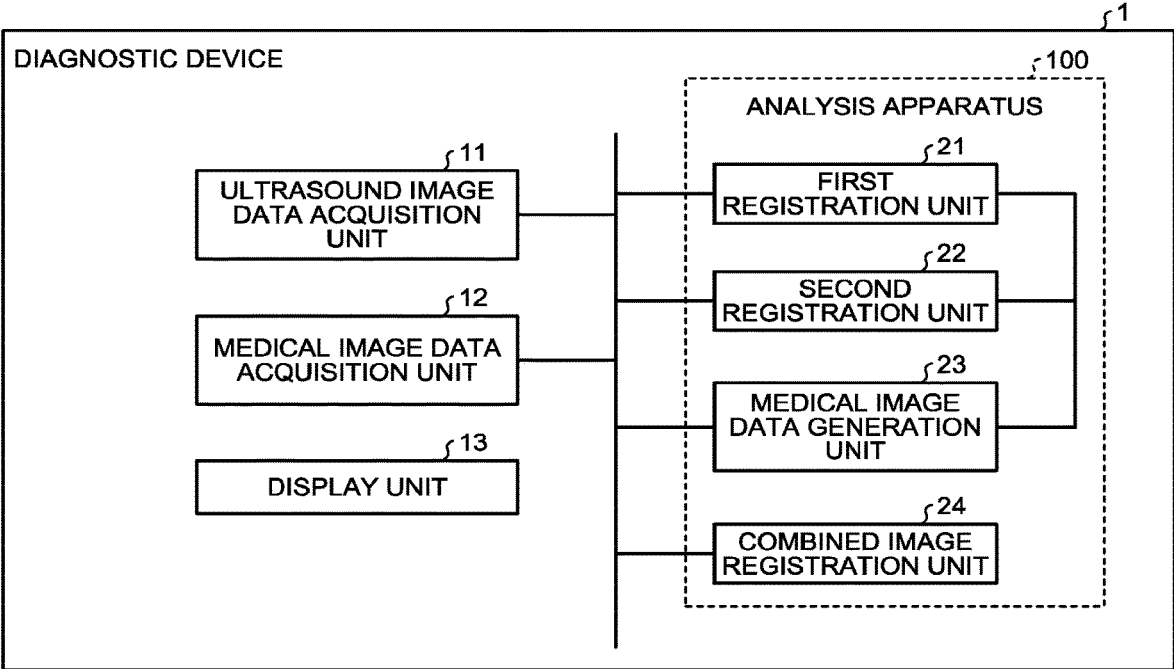 1
DIAGNOSTIC DEVICE
100
ANALYSIS APPARATUS
11
ULTRASOUND IMAGE
DATA ACQUISITION
UNIT
12
MEDICAL IMAGE DATA
ACQUISITION UNIT
13
DISPLAY UNIT
21
FIRST
REGISTRATION UNIT
22
SECOND
REGISTRATION UNIT
23
MEDICAL IMAGE
DATA GENERATION
UNIT
24
COMBINED IMAGE
REGISTRATION UNIT